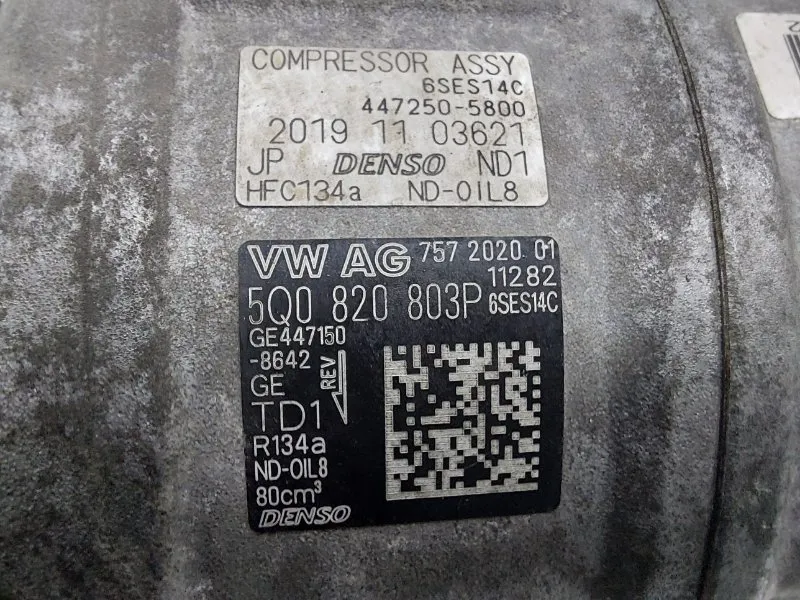 COMPRESSOR ASSY
6SES14C
447250-5800
2019 11 03621
JP DENSO ND1
HFC134a ND-OIL8
VW AG 757 2020 01
11282
5Q0 820 803P 6SES14C
GE447150
-8642
GE
REV
TD1
R134a
ND-OIL8
80cm³
DENSO
2